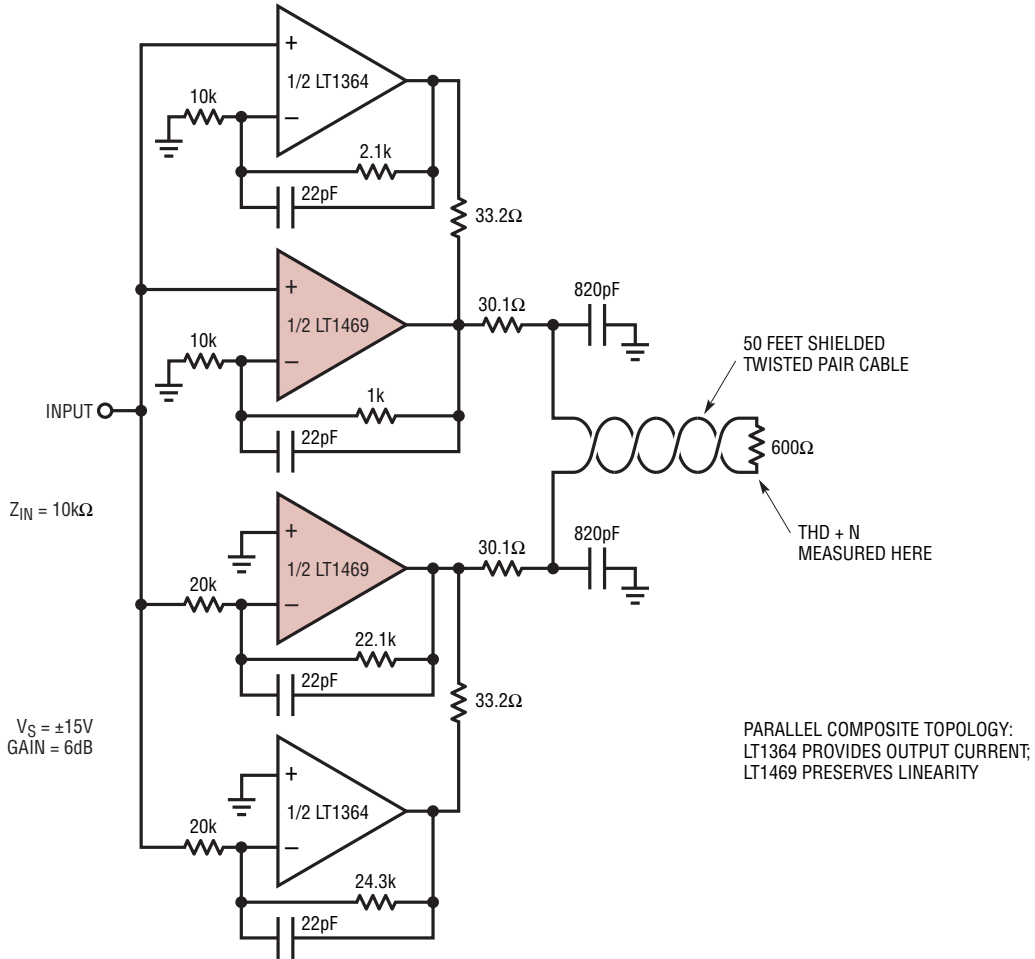 +
1/2 LT1364
10k
−
2.1k
22pF
33.2Ω
+
1/2 LT1469
30.1Ω
820pF
10k
−
50 FEET SHIELDED
TWISTED PAIR CABLE
1k
INPUT
22pF
600Ω
ZIN = 10kΩ
+
1/2 LT1469
30.1Ω
820pF
THD + N
MEASURED HERE
20k
−
22.1k
22pF
33.2Ω
VS = ±15V
GAIN = 6dB
PARALLEL COMPOSITE TOPOLOGY:
LT1364 PROVIDES OUTPUT CURRENT;
LT1469 PRESERVES LINEARITY
+
1/2 LT1364
20k
−
24.3k
22pF